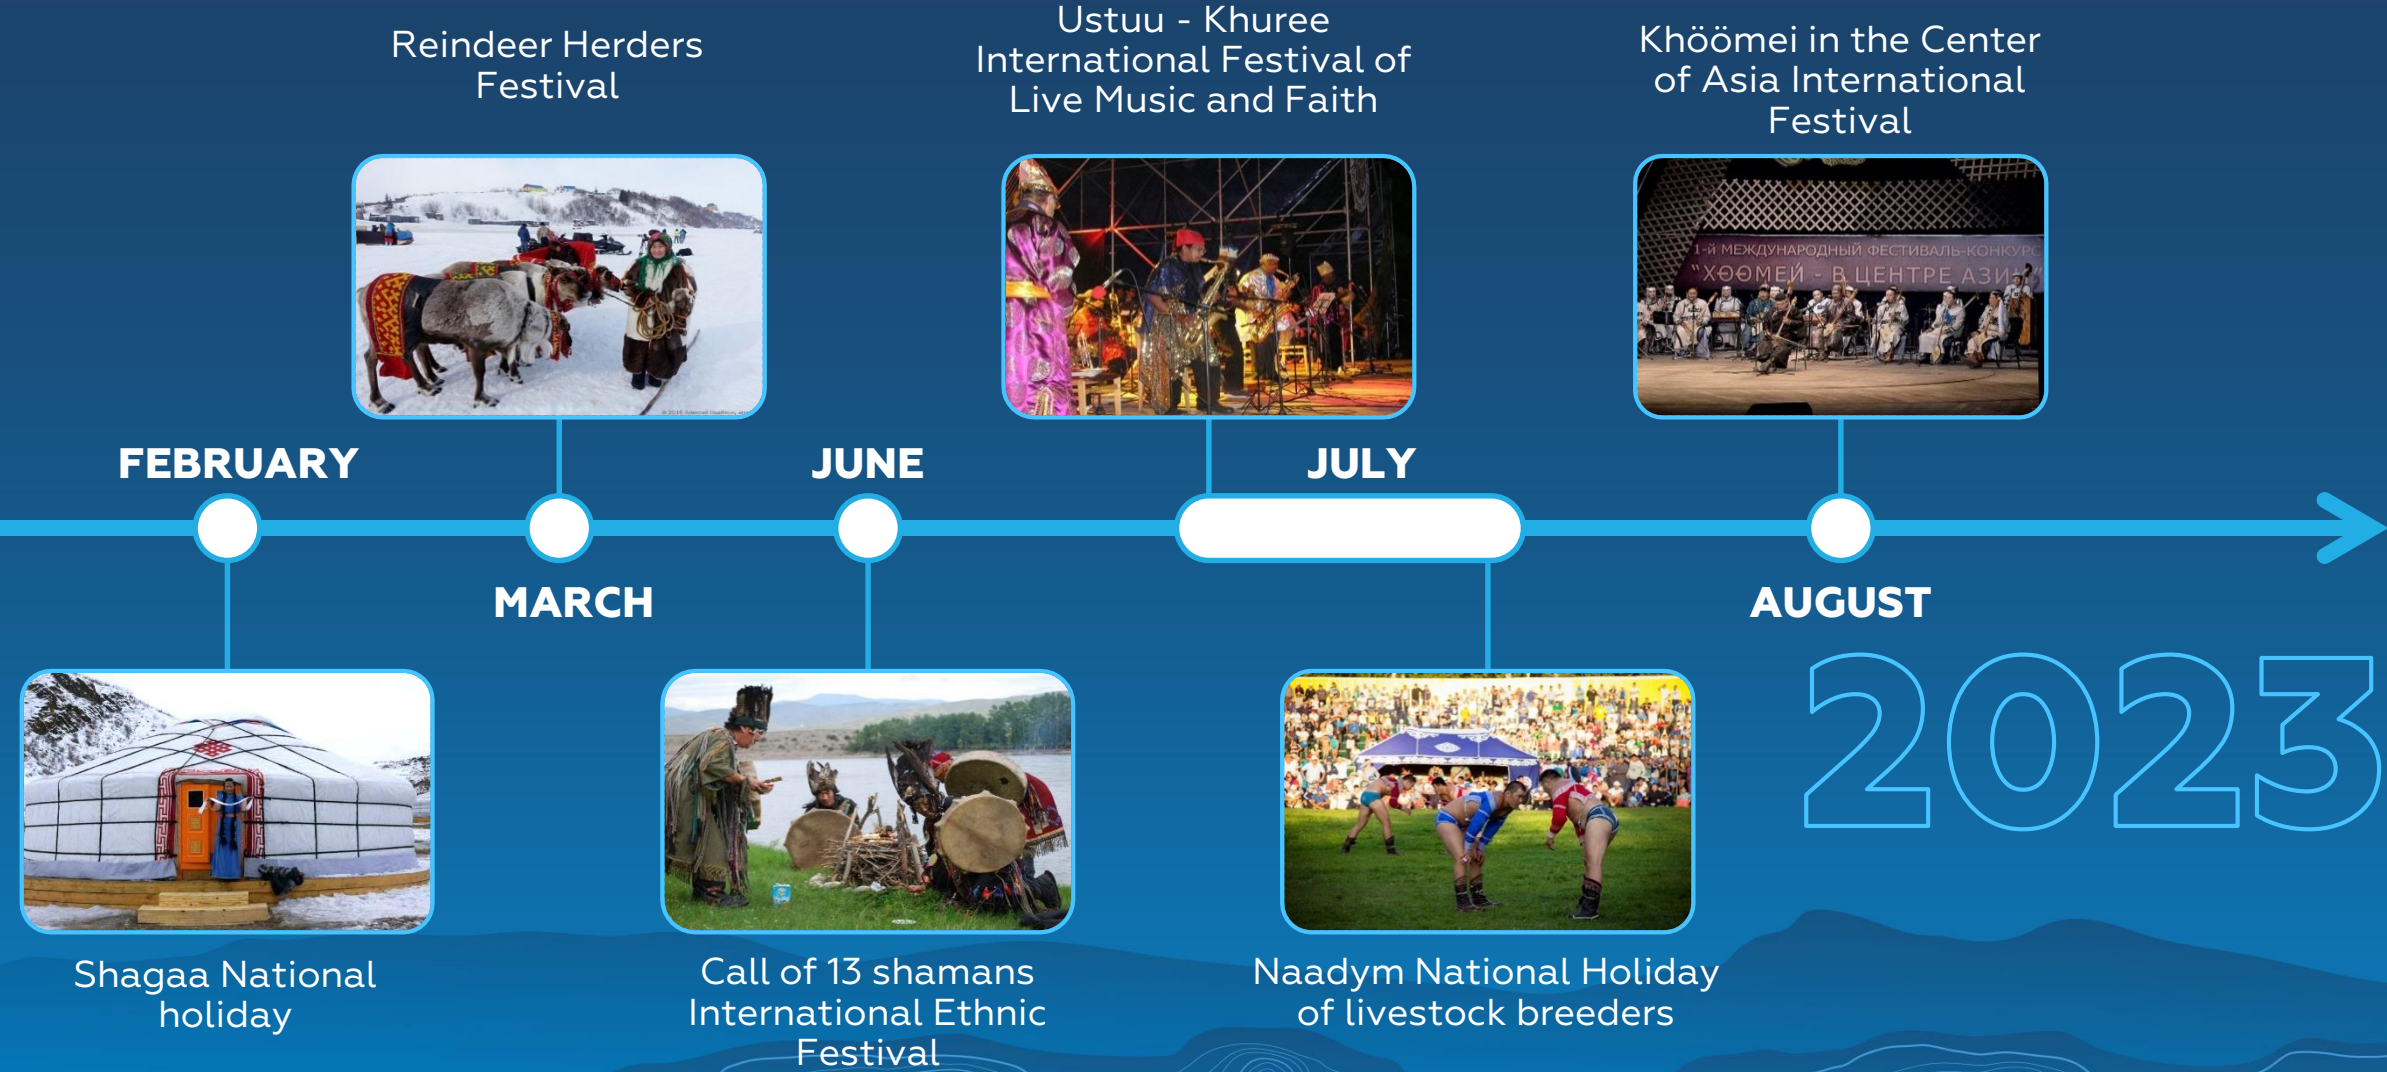 Reindeer Herders
Festival
Ustuu - Khuree
International Festival of
Live Music and Faith
Khöömei in the Center
of Asia International
Festival
1-й МЕЖДУНАРОДНЫЙ ФЕСТИВАЛЬ-КОНКУРС
"ХӨӨМЕЙ - В ЦЕНТРЕ АЗИИ"
FEBRUARY
JUNE
JULY
MARCH
AUGUST
2023
Shagaa National
holiday
Call of 13 shamans
International Ethnic
Festival
Naadym National Holiday
of livestock breeders